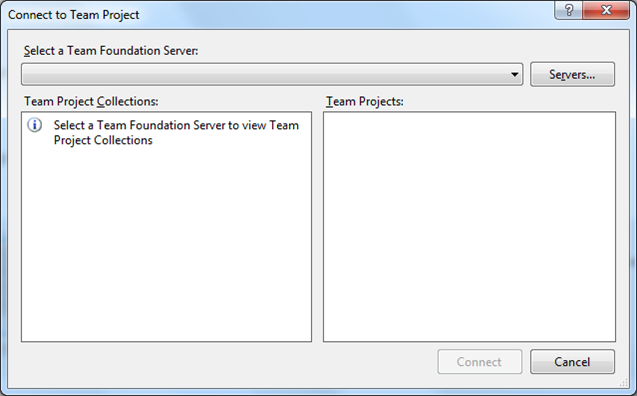 Connect to Team Project
?
Select a Team Foundation Server:
Servers...
Team Project Collections:
Team Projects:
Select a Team Foundation Server to view Team
Project Collections
Connect
Cancel